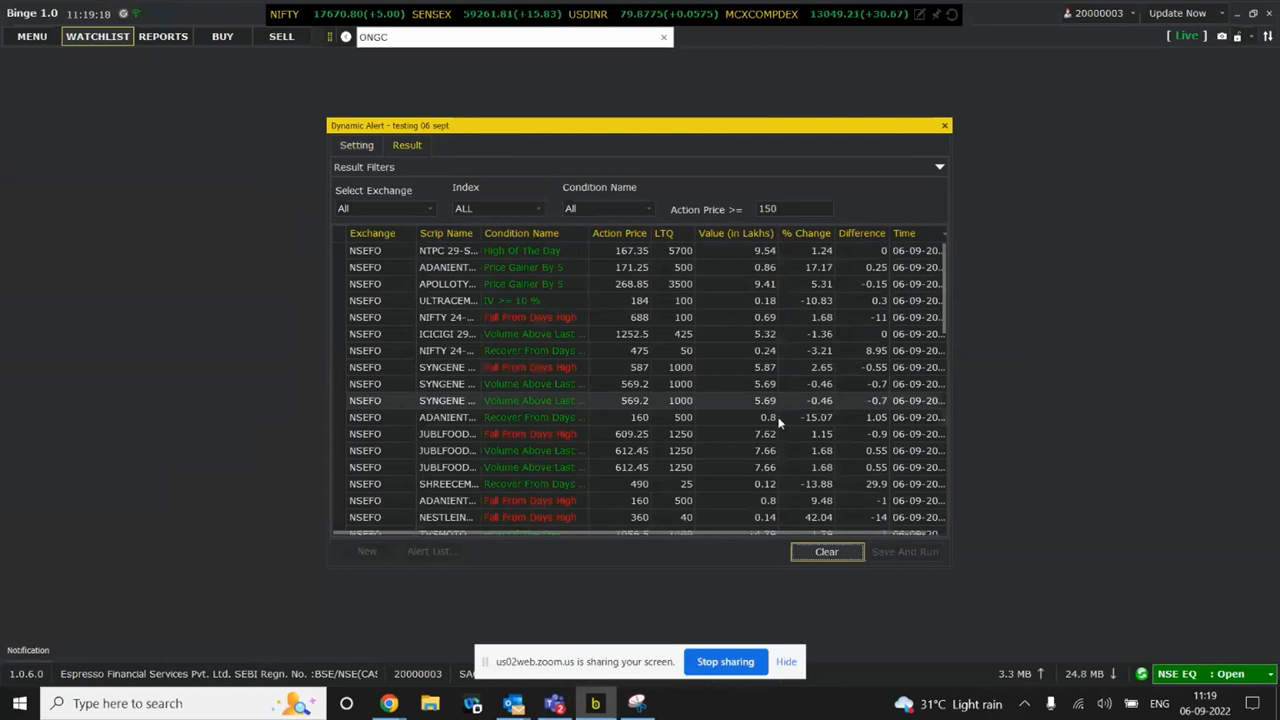 Binge 1.0 11:19:18 NIFTY 17670.80(+5.00) SENSEX 59261.81(+15.83) USDINR 79.8775(+0.0575) MCXCOMPDEX 13049.21(+30.67) 20000003 Update Now
MENU WATCHLIST REPORTS BUY SELL ONGC [ Live ]
Dynamic Alert - testing 06 sept
Setting Result
Result Filters
Select Exchange Index Condition Name
All ALL All Action Price >= 150
Exchange Scrip Name Condition Name Action Price LTQ Value (in Lakhs) % Change Difference Time
NSEFO NTPC 29-S... High Of The Day 167.35 5700 9.54 1.24 0 06-09-20...
NSEFO ADANIENT... Price Gainer By 5 171.25 500 0.86 17.17 0.25 06-09-20...
NSEFO APOLLOTY... Price Gainer By 5 268.85 3500 9.41 5.31 -0.15 06-09-20...
NSEFO ULTRACEM... IV >= 10 % 184 100 0.18 -10.83 0.3 06-09-20...
NSEFO NIFTY 24-... Fall From Days High 688 100 0.69 1.68 -11 06-09-20...
NSEFO ICICIGI 29... Volume Above Last ... 1252.5 425 5.32 -1.36 0 06-09-20...
NSEFO NIFTY 24-... Recover From Days ... 475 50 0.24 -3.21 8.95 06-09-20...
NSEFO SYNGENE ... Fall From Days High 587 1000 5.87 2.65 -0.55 06-09-20...
NSEFO SYNGENE ... Volume Above Last ... 569.2 1000 5.69 -0.46 -0.7 06-09-20...
NSEFO SYNGENE ... Volume Above Last ... 569.2 1000 5.69 -0.46 -0.7 06-09-20...
NSEFO ADANIENT... Recover From Days ... 160 500 0.8 -15.07 1.05 06-09-20...
NSEFO JUBLFOOD... Fall From Days High 609.25 1250 7.62 1.15 -0.9 06-09-20...
NSEFO JUBLFOOD... Volume Above Last ... 612.45 1250 7.66 1.68 0.55 06-09-20...
NSEFO JUBLFOOD... Volume Above Last ... 612.45 1250 7.66 1.68 0.55 06-09-20...
NSEFO SHREECEM... Recover From Days ... 490 25 0.12 -13.88 29.9 06-09-20...
NSEFO ADANIENT... Fall From Days High 160 500 0.8 9.48 -1 06-09-20...
NSEFO NESTLEIN... Fall From Days High 360 40 0.14 42.04 -14 06-09-20...
New Alert List... Clear Save And Run
Notification
us02web.zoom.us is sharing your screen. Stop sharing Hide
1.0.6.0 Espresso Financial Services Pvt. Ltd. SEBI Regn. No. :BSE/NSE(CAS 20000003 3.3 MB 24.8 MB NSE EQ : Open
Type here to search 31°C Light rain ENG 11:19
06-09-2022